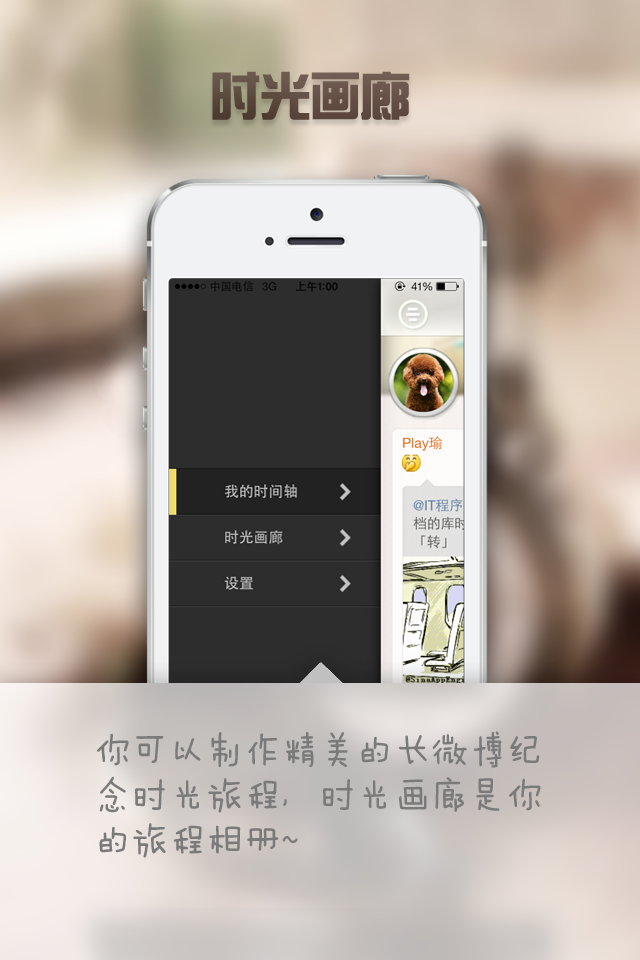 时光画廊
中国电信 3G 上午1:00 41%
我的时间轴
时光画廊
设置
Play瑜
@IT程序
档的库时
「转」
@SinaAppEngi
你可以制作精美的长微博纪
念时光旅程，时光画廊是你
的旅程相册~